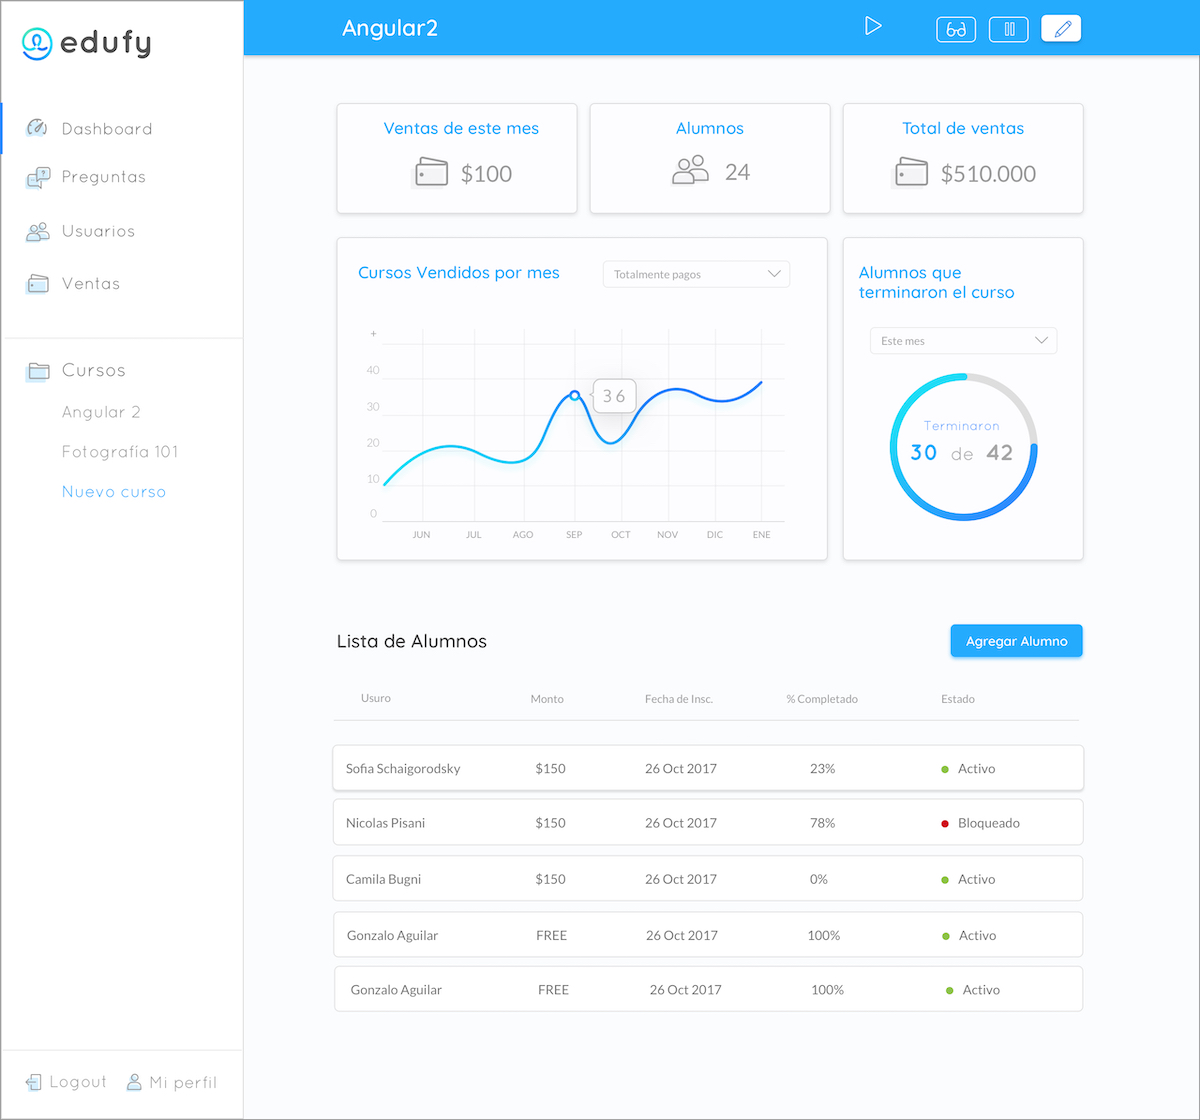 edufy
Dashboard
Preguntas
Usuarios
Ventas
Cursos
Angular 2
Fotografía 101
Nuevo curso
Logout
Mi perfil
Angular2
Ventas de este mes
$100
Alumnos
24
Total de ventas
$510.000
Cursos Vendidos por mes
Totalmente pagos
+
40
30
20
10
0
36
JUN JUL AGO SEP OCT NOV DIC ENE
Alumnos que
terminaron el curso
Este mes
Terminaron
30 de 42
Lista de Alumnos
Agregar Alumno
Usuro Monto Fecha de Insc. % Completado Estado
Sofia Schaigorodsky $150 26 Oct 2017 23% Activo
Nicolas Pisani $150 26 Oct 2017 78% Bloqueado
Camila Bugni $150 26 Oct 2017 0% Activo
Gonzalo Aguilar FREE 26 Oct 2017 100% Activo
Gonzalo Aguilar FREE 26 Oct 2017 100% Activo